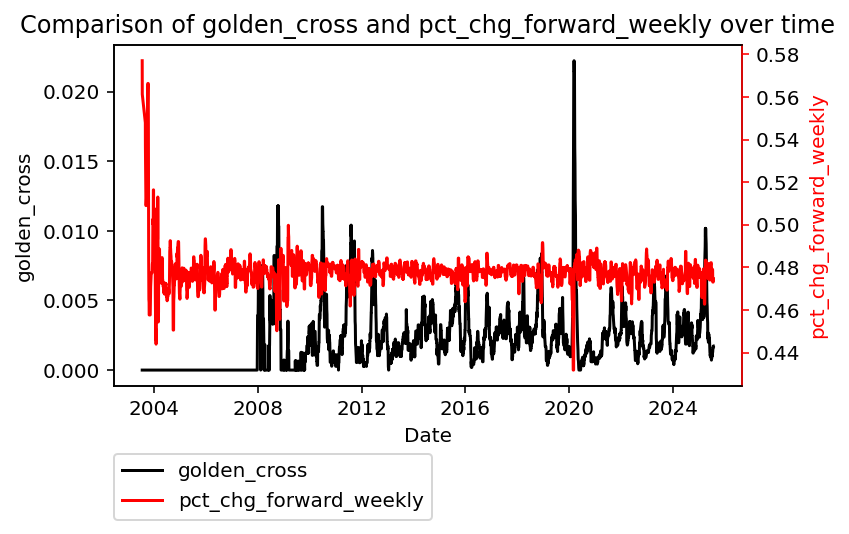 Comparison of golden_cross and pct_chg_forward_weekly over time
golden_cross
0.020
0.015
0.010
0.005
0.000
0.58
0.56
0.54
0.52
0.50
0.48
0.46
0.44
pct_chg_forward_weekly
2004 2008 2012 2016 2020 2024
Date
golden_cross
pct_chg_forward_weekly